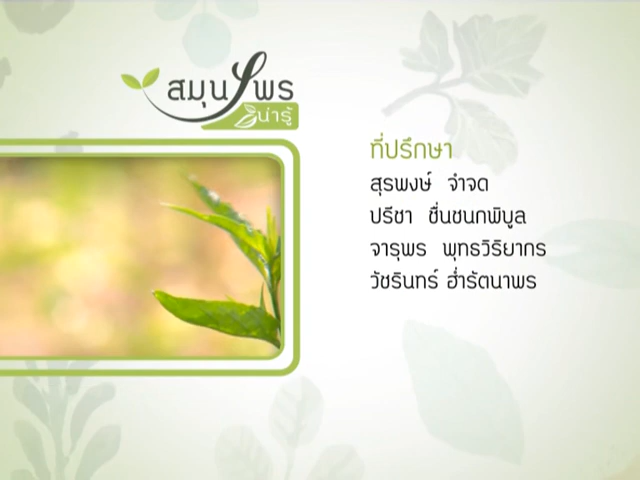 สมุนไพร
น่ารู้
ที่ปรึกษา
สุรพงษ์ จำจด
ปรีชา ชื่นชนกพิบูล
จารุพร พุทธวิริยากร
วัชรินทร์ ฮ่ำรัตนาพร